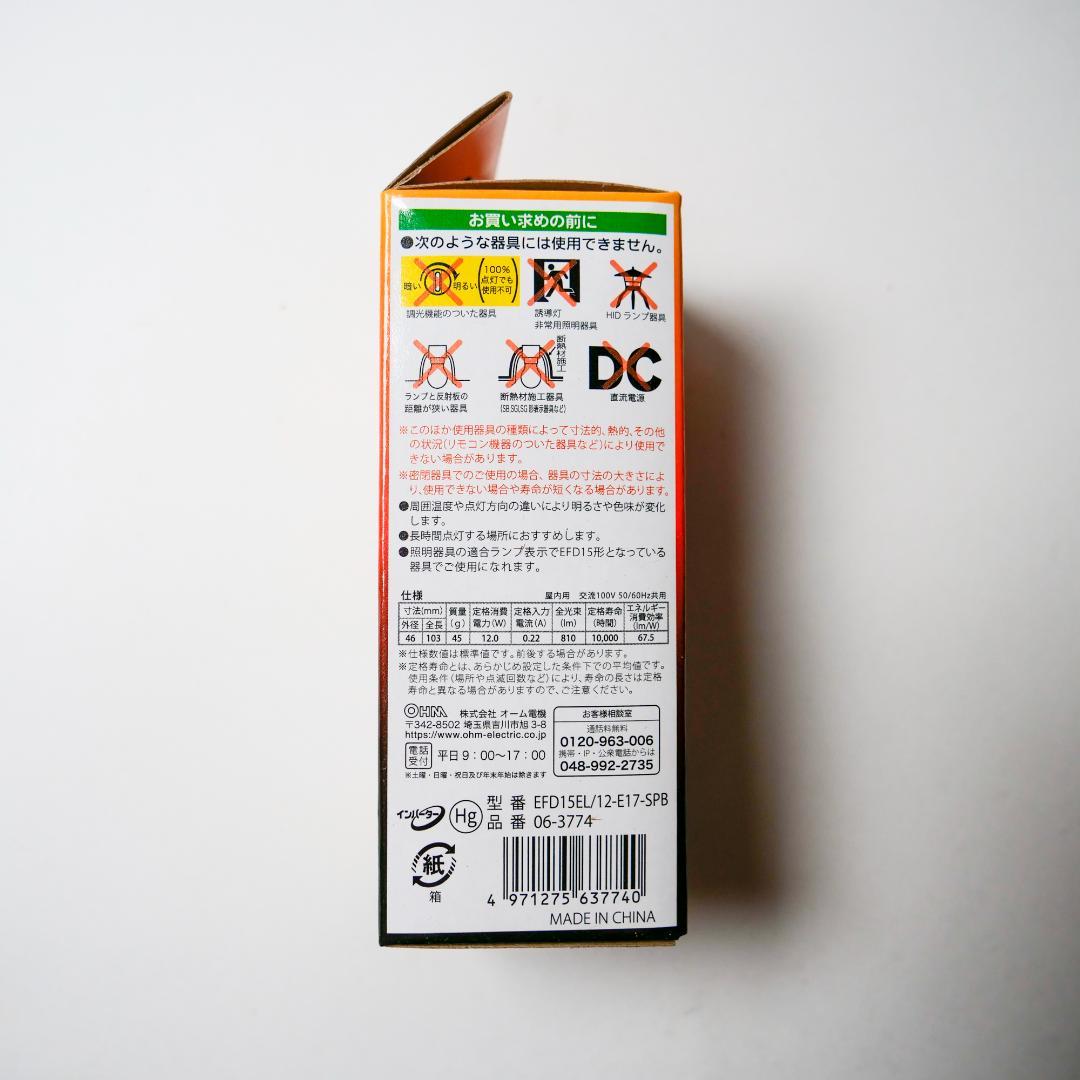 お買い求めの前に
●次のような器具には使用できません。
暗い 明るい (100%点灯でも使用不可)
調光機能のついた器具
誘導灯
非常用照明器具
HIDランプ器具
ランプと反射板の
距離が狭い器具
断熱材施工
断熱材施工器具
(SB.SGI.SG形表示器具など)
DC
直流電源
※このほか使用器具の種類によって寸法的、熱的、その他
の状況(リモコン機器のついた器具など)により使用で
きない場合があります。
※密閉器具でのご使用の場合、器具の寸法の大きさによ
り、使用できない場合や寿命が短くなる場合があります。
●周囲温度や点灯方向の違いにより明るさや色味が変化
します。
●長時間点灯する場所におすすめします。
●照明器具の適合ランプ表示でEFD15形となっている
器具でご使用になれます。
仕様 屋内用 交流100V 50/60Hz共用
寸法(mm) 質量(g) 定格消費電力(W) 定格入力電流(A) 全光束(lm) 定格寿命(時間) エネルギー消費効率(lm/W)
外径 全長
46 103 45 12.0 0.22 810 10,000 67.5
※仕様数値は標準値です。前後する場合があります。
※定格寿命とは、あらかじめ設定した条件下での平均値です。
使用条件(場所や点滅回数など)により、寿命の長さは定格
寿命と異なる場合がありますので、ご注意ください。
OHM 株式会社 オーム電機
〒342-8502 埼玉県吉川市旭 3-8
https://www.ohm-electric.co.jp
電話受付 平日 9:00〜17:00
※土曜・日曜・祝日及び年末年始は除きます
お客様相談室
通話料無料
0120-963-006
携帯・IP・公衆電話からは
048-992-2735
インバーター Hg 型番 EFD15EL/12-E17-SPB
品番 06-3774
紙
箱
4 971275 637740
MADE IN CHINA